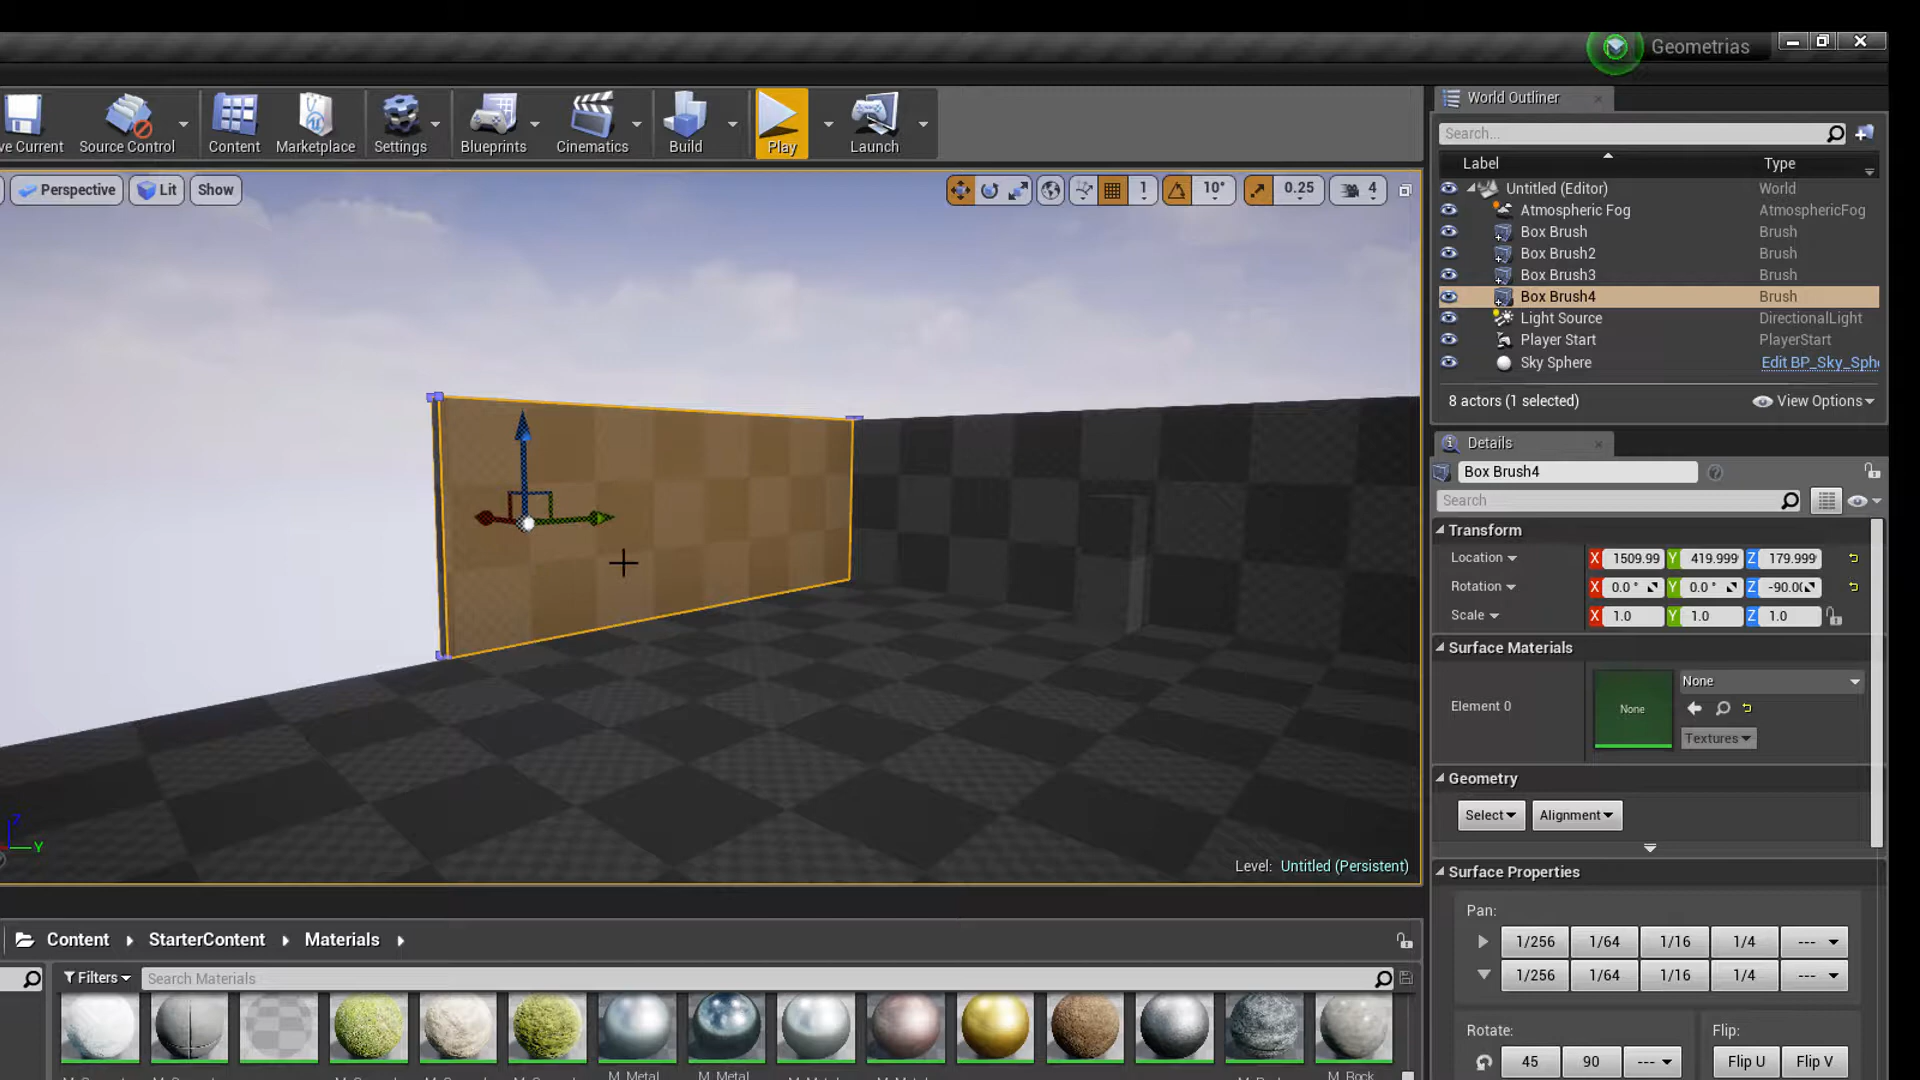 Geometrias
ve Current
Source Control
Content
Marketplace
Settings
Blueprints
Cinematics
Build
Play
Launch
Perspective
Lit
Show
1
10°
0.25
4
World Outliner
Search...
Label
Type
Untitled (Editor)
World
Atmospheric Fog
AtmosphericFog
Box Brush
Brush
Box Brush2
Brush
Box Brush3
Brush
Box Brush4
Brush
Light Source
DirectionalLight
Player Start
PlayerStart
Sky Sphere
Edit BP_Sky_Sph
8 actors (1 selected)
View Options
Details
Box Brush4
Search
Transform
Location
X 1509.99 Y 419.999 Z 179.999
Rotation
X 0.0 ° Y 0.0 ° Z -90.0
Scale
X 1.0 Y 1.0 Z 1.0
Surface Materials
Element 0
None
None
Textures
Geometry
Select
Alignment
Surface Properties
Pan:
1/256 1/64 1/16 1/4 ---
1/256 1/64 1/16 1/4 ---
Rotate:
Flip:
45 90 ---
Flip U Flip V
Z
Y
Level: Untitled (Persistent)
Content
StarterContent
Materials
Filters
Search Materials
M_Metal
M_Metal
M_Rock